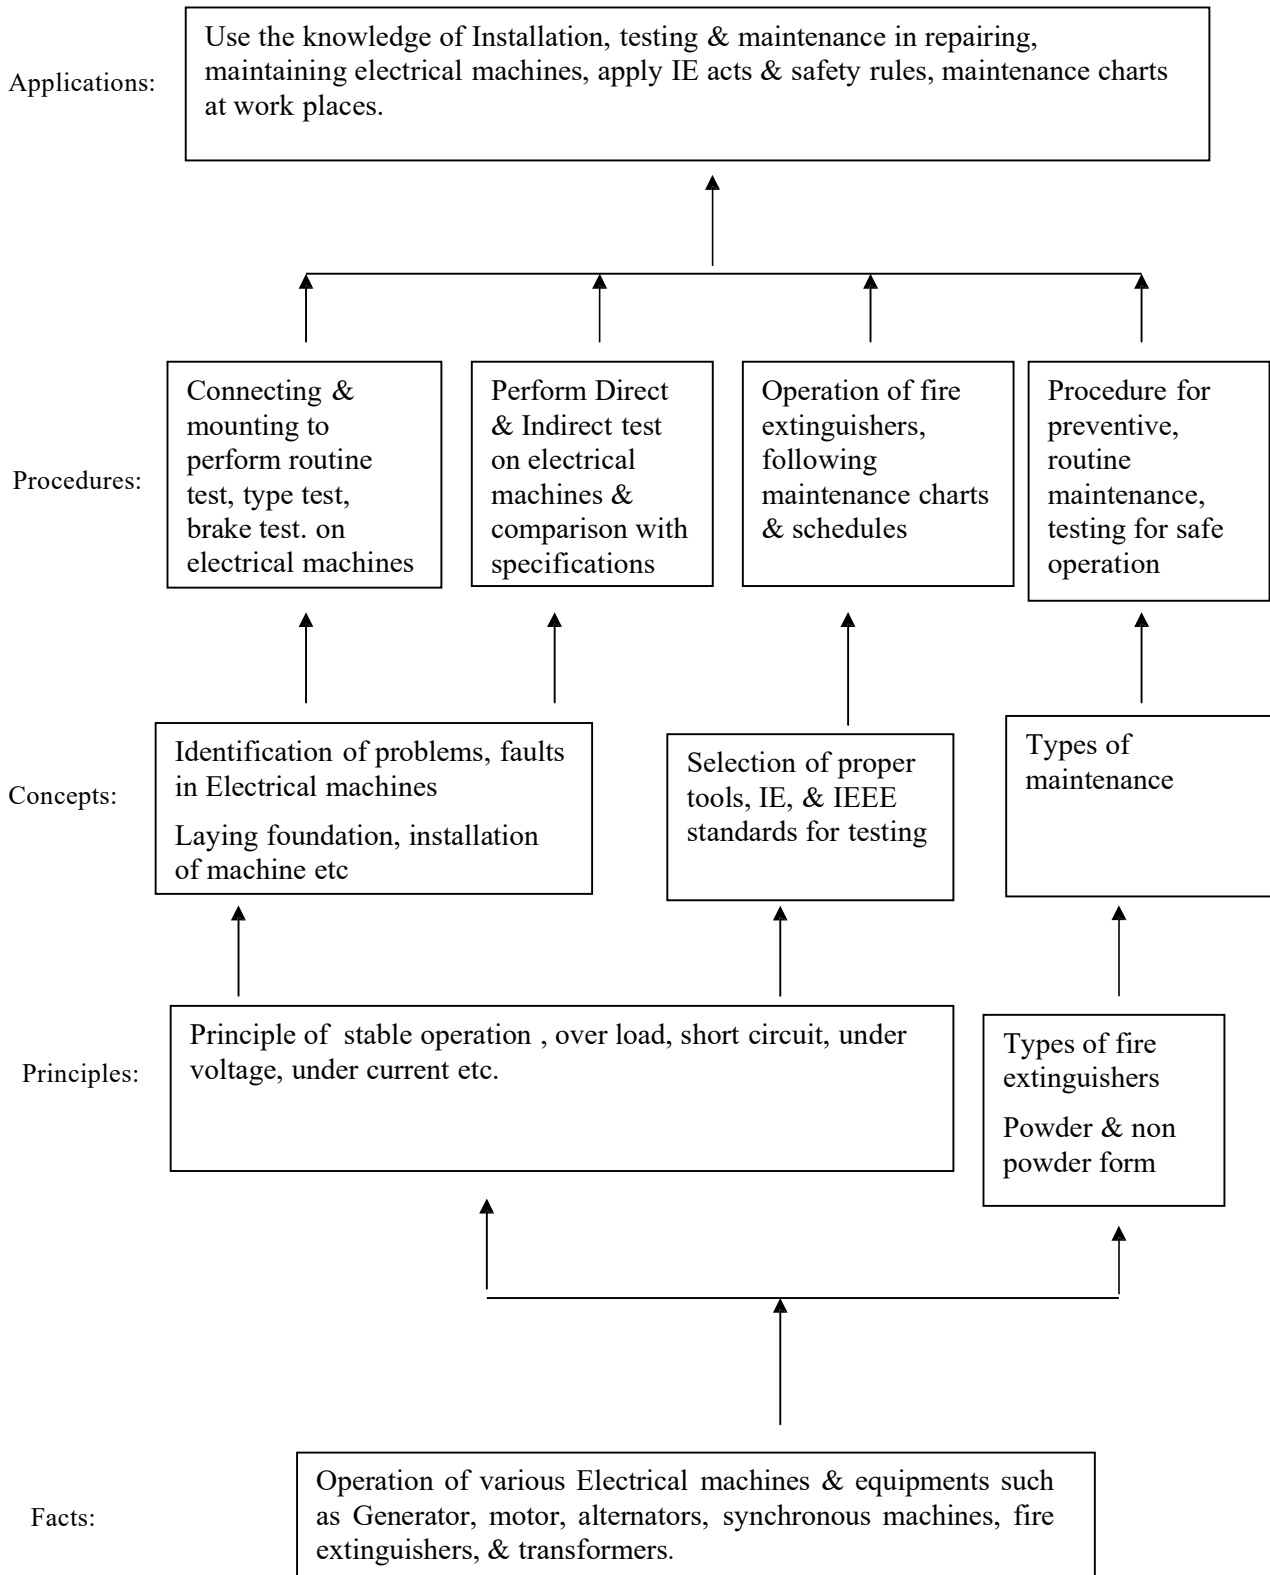 Applications:
Use the knowledge of Installation, testing & maintenance in repairing,
maintaining electrical machines, apply IE acts & safety rules, maintenance charts
at work places.
Procedures:
Connecting &
mounting to
perform routine
test, type test,
brake test. on
electrical machines
Perform Direct
& Indirect test
on electrical
machines &
comparison with
specifications
Operation of fire
extinguishers,
following
maintenance charts
& schedules
Procedure for
preventive,
routine
maintenance,
testing for safe
operation
Concepts:
Identification of problems, faults
in Electrical machines
Laying foundation, installation
of machine etc
Selection of proper
tools, IE, & IEEE
standards for testing
Types of
maintenance
Principles:
Principle of  stable operation , over load, short circuit, under
voltage, under current etc.
Types of fire
extinguishers
Powder & non
powder form
Facts:
Operation of various Electrical machines & equipments such
as Generator, motor, alternators, synchronous machines, fire
extinguishers, & transformers.